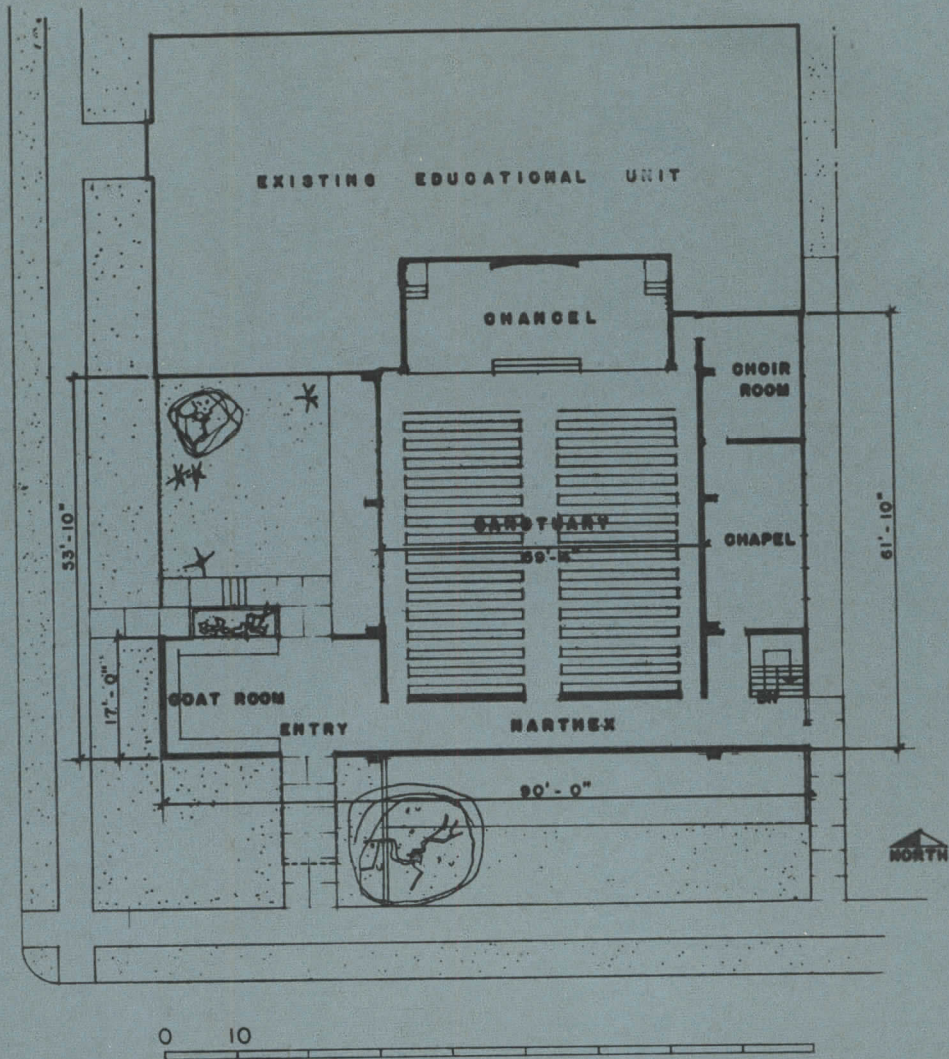 EXISTING EDUCATIONAL UNIT
CHANCEL
CHOIR
ROOM
SANCTUARY
CHAPEL
53'-10"
61'-10"
17'-0"
COAT ROOM
ENTRY
NARTHEX
DN
90'-0"
NORTH
0 10